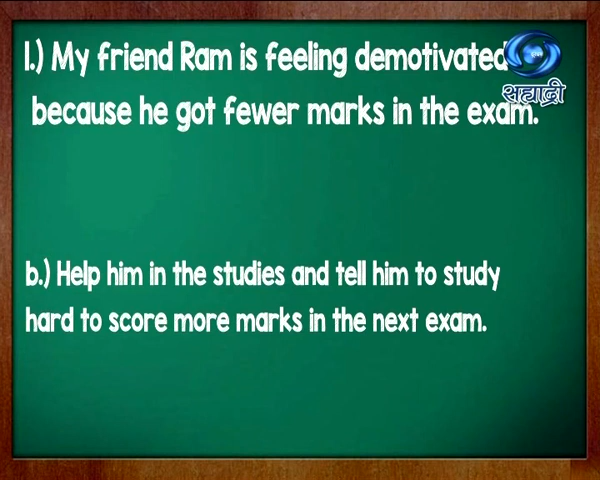 1.) My friend Ram is feeling demotivated
because he got fewer marks in the exam.
सह्याद्री
b.) Help him in the studies and tell him to study
hard to score more marks in the next exam.